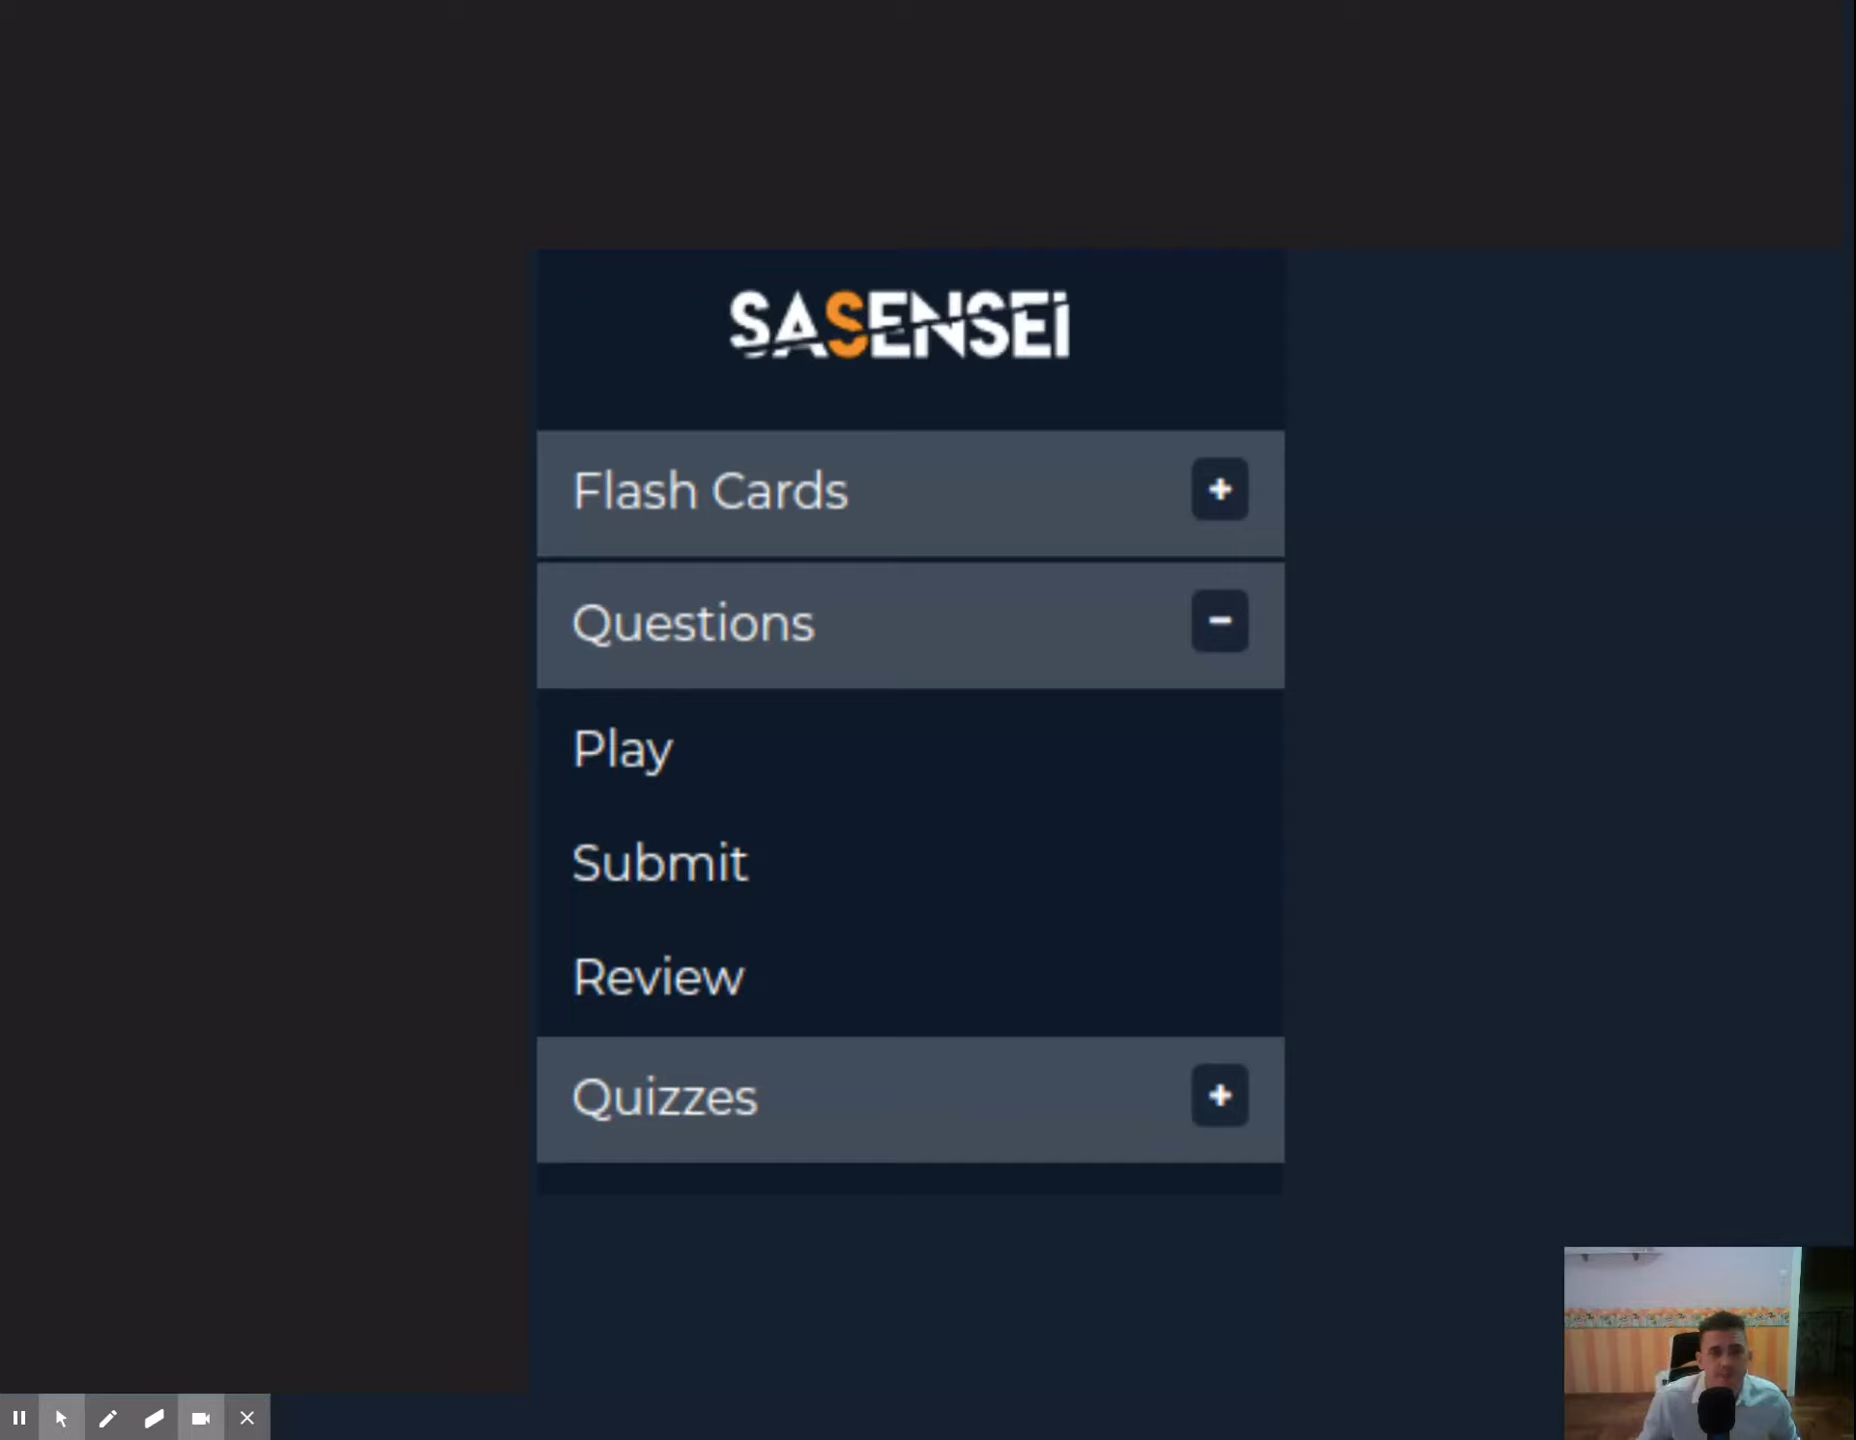 SASENSEI
Flash Cards
Questions
Play
Submit
Review
Quizzes